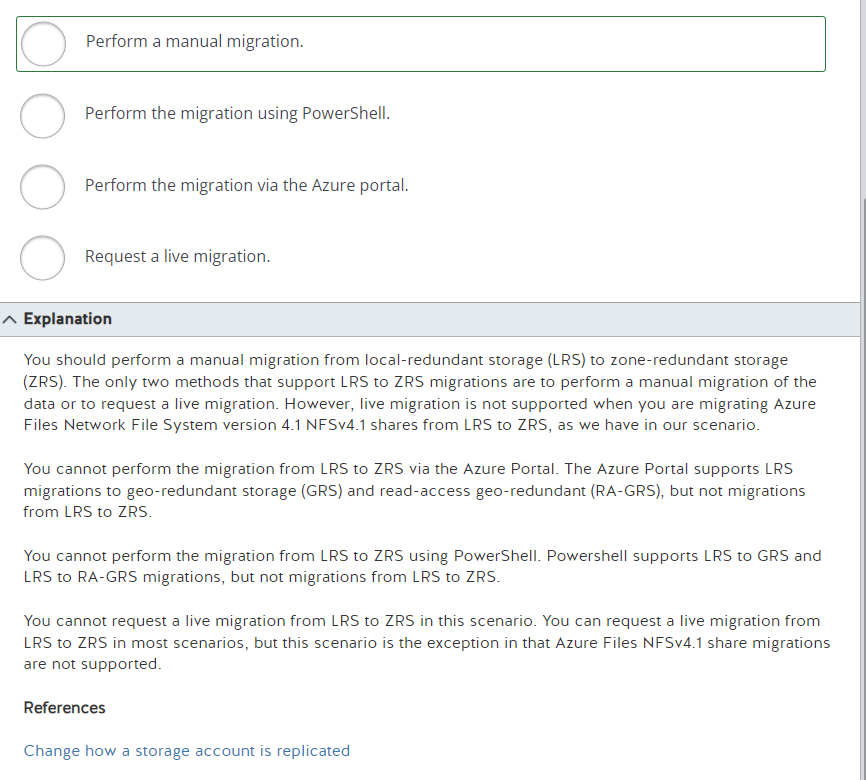 Perform a manual migration.
Perform the migration using PowerShell.
Perform the migration via the Azure portal.
Request a live migration.
Explanation
You should perform a manual migration from local-redundant storage (LRS) to zone-redundant storage
(ZRS). The only two methods that support LRS to ZRS migrations are to perform a manual migration of the
data or to request a live migration. However, live migration is not supported when you are migrating Azure
Files Network File System version 4.1 NFSv4.1 shares from LRS to ZRS, as we have in our scenario.
You cannot perform the migration from LRS to ZRS via the Azure Portal. The Azure Portal supports LRS
migrations to geo-redundant storage (GRS) and read-access geo-redundant (RA-GRS), but not migrations
from LRS to ZRS.
You cannot perform the migration from LRS to ZRS using PowerShell. Powershell supports LRS to GRS and
LRS to RA-GRS migrations, but not migrations from LRS to ZRS.
You cannot request a live migration from LRS to ZRS in this scenario. You can request a live migration from
LRS to ZRS in most scenarios, but this scenario is the exception in that Azure Files NFSv4.1 share migrations
are not supported.
References
Change how a storage account is replicated